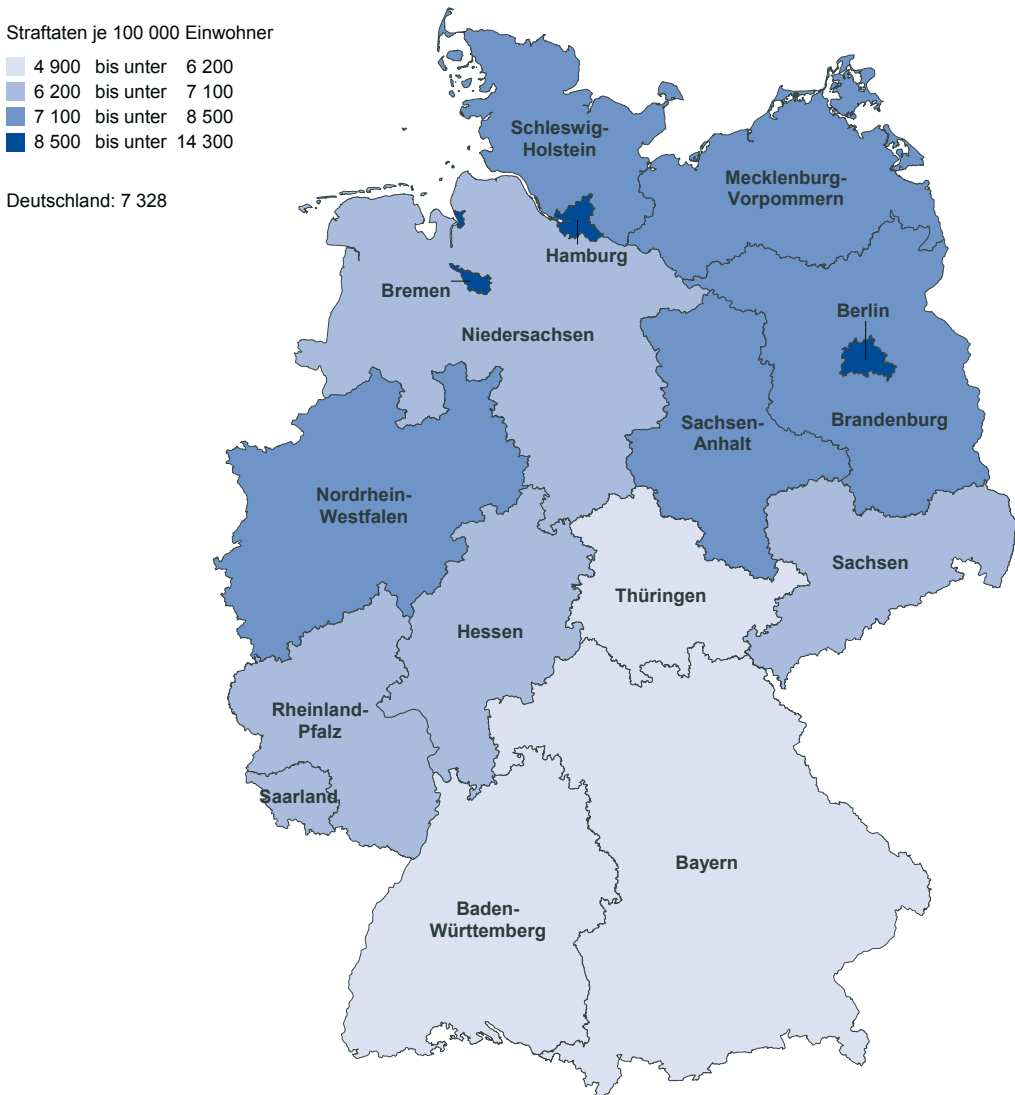 Straftaten je 100 000 Einwohner
4 900 bis unter 6 200
6 200 bis unter 7 100
7 100 bis unter 8 500
8 500 bis unter 14 300
Deutschland: 7 328
Schleswig-
Holstein
Mecklenburg-
Vorpommern
Hamburg
Bremen
Berlin
Niedersachsen
Brandenburg
Sachsen-
Anhalt
Nordrhein-
Westfalen
Sachsen
Thüringen
Hessen
Rheinland-
Pfalz
Saarland
Bayern
Baden-
Württemberg